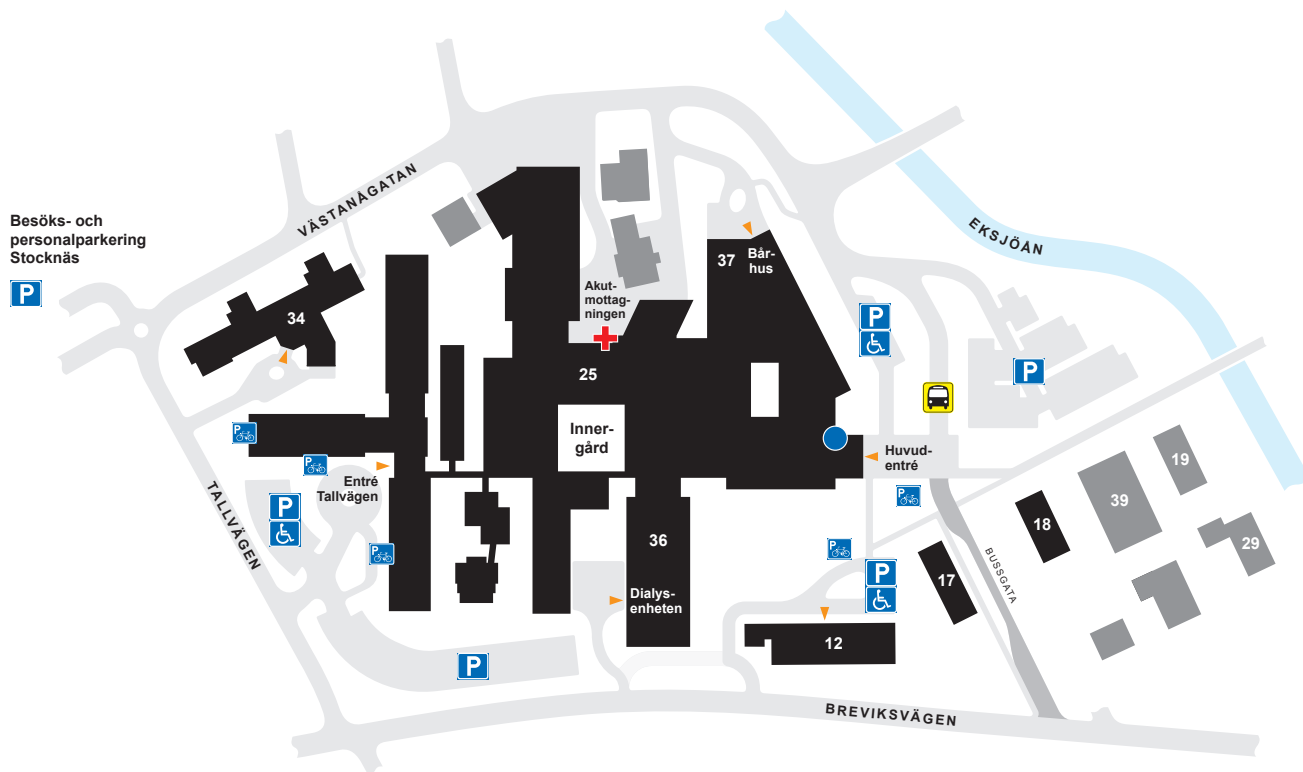 VÄSTANÅGATAN
Besöks- och
personalparkering
Stocknäs
P
EKSJÖÅN
37
Bår-
hus
Akut-
mottag-
ningen
34
25
P
P
Inner-
gård
Huvud-
entré
P
P
Entré
Tallvägen
P
TALLVÄGEN
P
P
P
P
36
Dialys-
enheten
P
12
17
18
39
19
29
BUSSGATA
P
BREVIKSVÄGEN